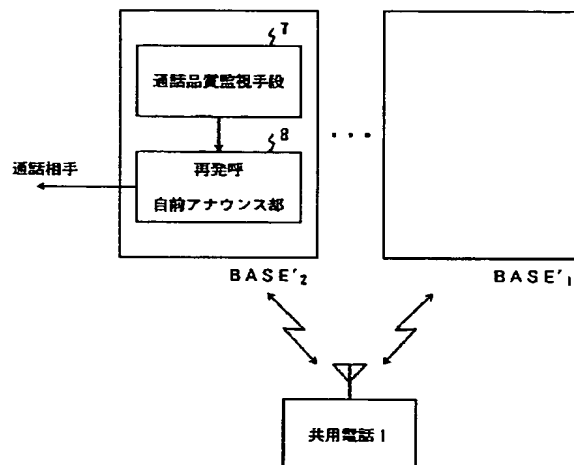 7
通話品質監視手段
8
再発呼
自前アナウンス部
通話相手
...
BASE'₂
BASE'₁
共用電話1